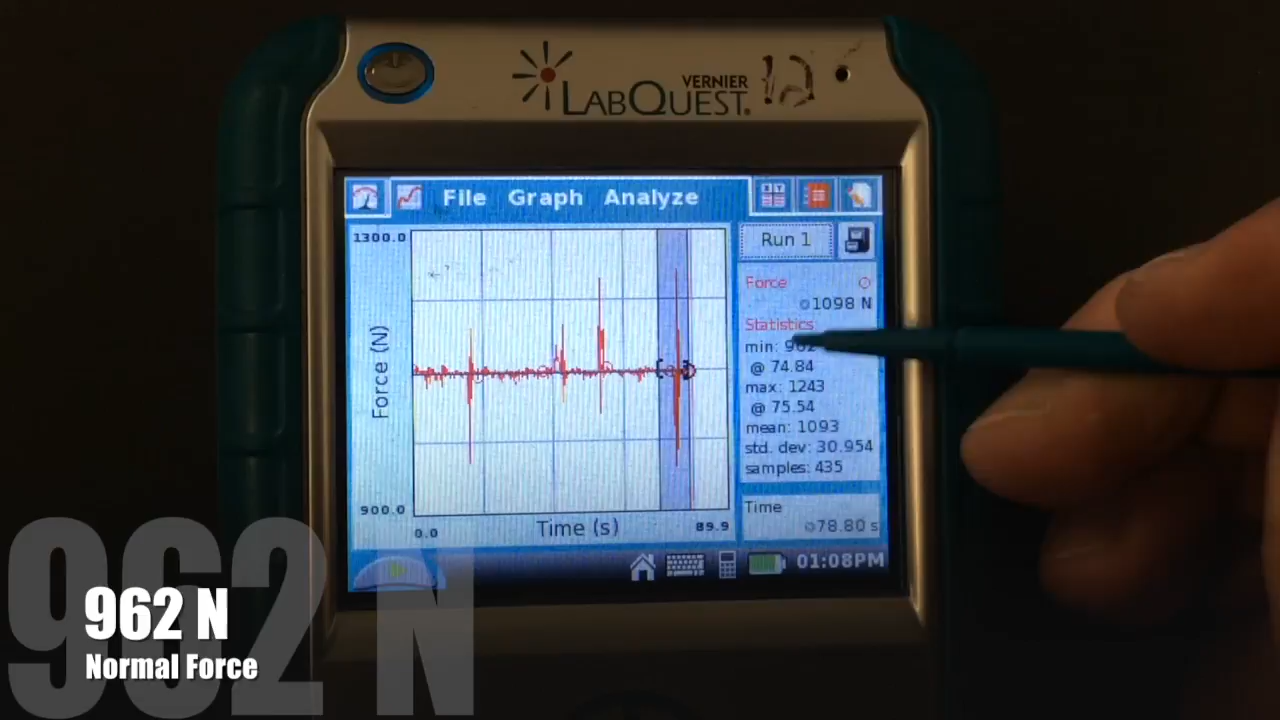 VERNIER
LABQUEST®
12
File Graph Analyze
Run 1
1300.0
Force (N)
900.0
0.0
Time (s)
89.9
Force
1098 N
Statistics
min: 962
@ 74.84
max: 1243
@ 75.54
mean: 1093
std. dev: 30.954
samples: 435
Time
78.80 s
01:08PM
962 N
962 N
Normal Force